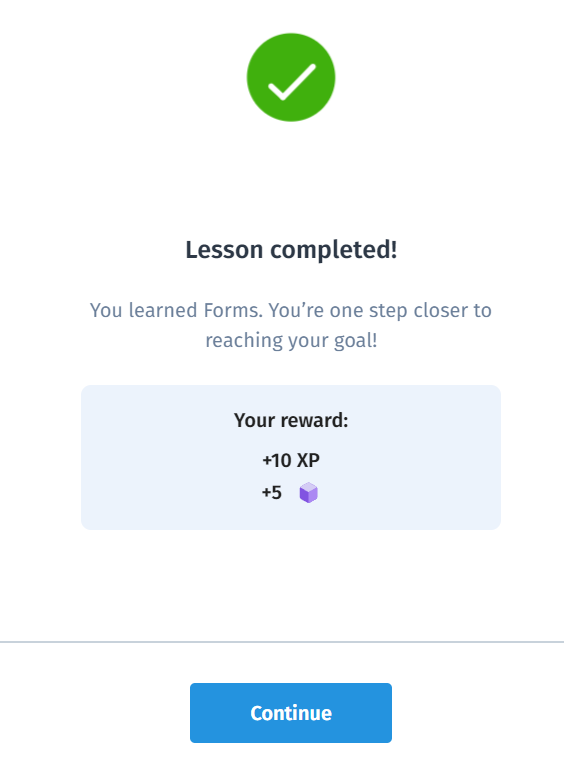 Lesson completed!
You learned Forms. You’re one step closer to
reaching your goal!
Your reward:
+10 XP
+5
Continue